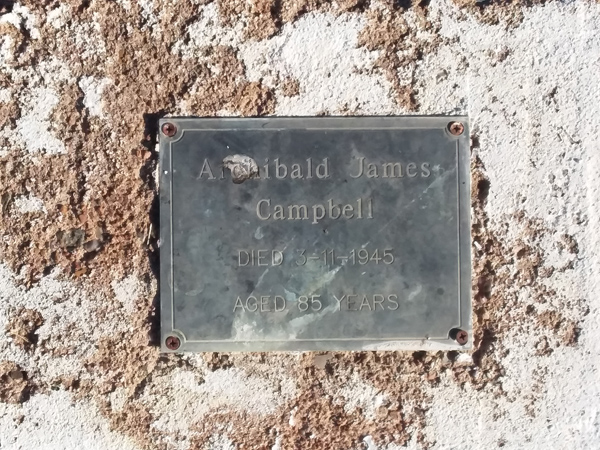 Archibald James
Campbell
DIED 3-11-1945
AGED 85 YEARS